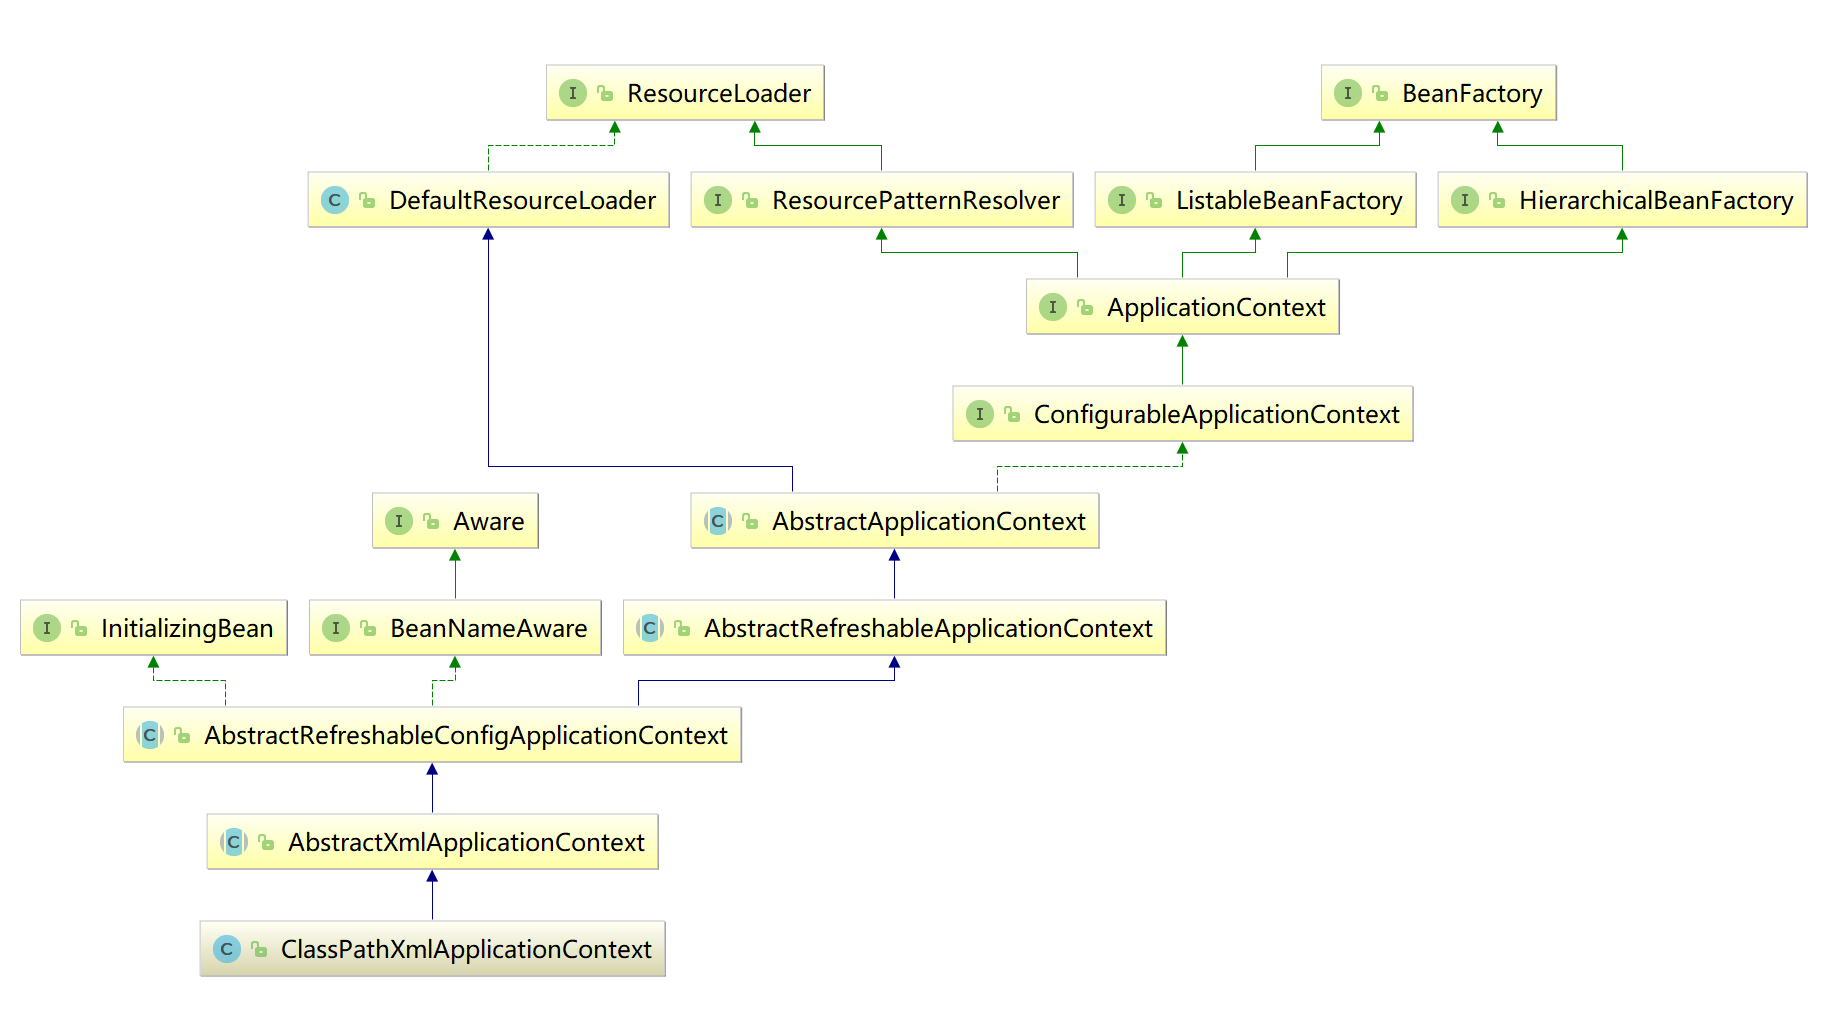 ResourceLoader
BeanFactory
DefaultResourceLoader
ResourcePatternResolver
ListableBeanFactory
HierarchicalBeanFactory
ApplicationContext
ConfigurableApplicationContext
Aware
AbstractApplicationContext
InitializingBean
BeanNameAware
AbstractRefreshableApplicationContext
AbstractRefreshableConfigApplicationContext
AbstractXmlApplicationContext
ClassPathXmlApplicationContext